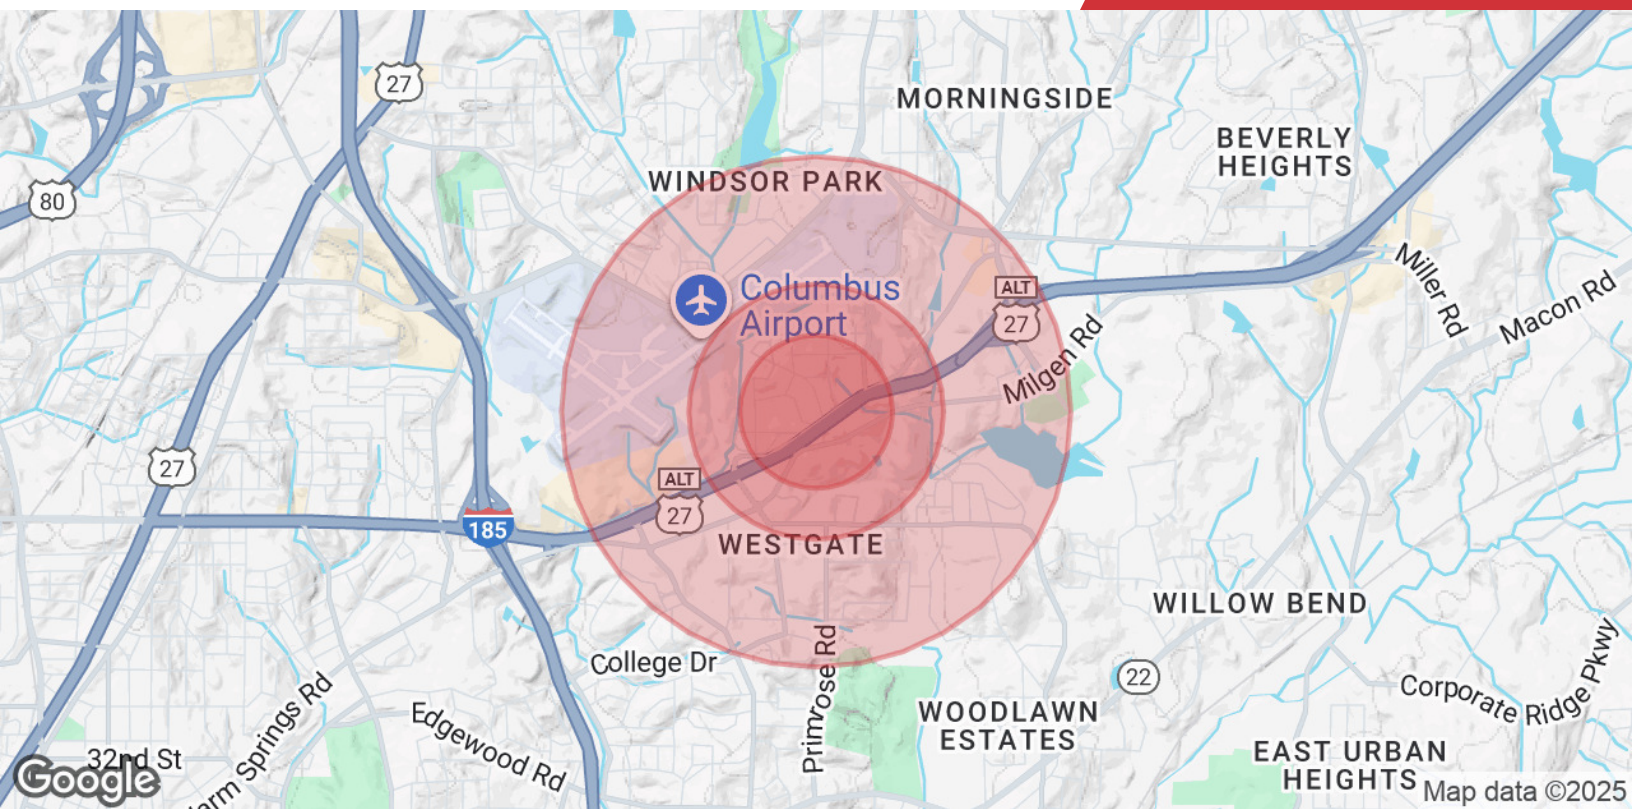 27
MORNINGSIDE
BEVERLY
HEIGHTS
80
WINDSOR PARK
Columbus
Airport
ALT
27
Miller Rd
Macon Rd
Milgen Rd
27
ALT
27
185
WESTGATE
WILLOW BEND
College Dr
Primrose Rd
22
Corporate Ridge Pkwy
Edgewood Rd
WOODLAWN
ESTATES
32nd St
arm Springs Rd
EAST URBAN
HEIGHTS
Google
Map data ©2025